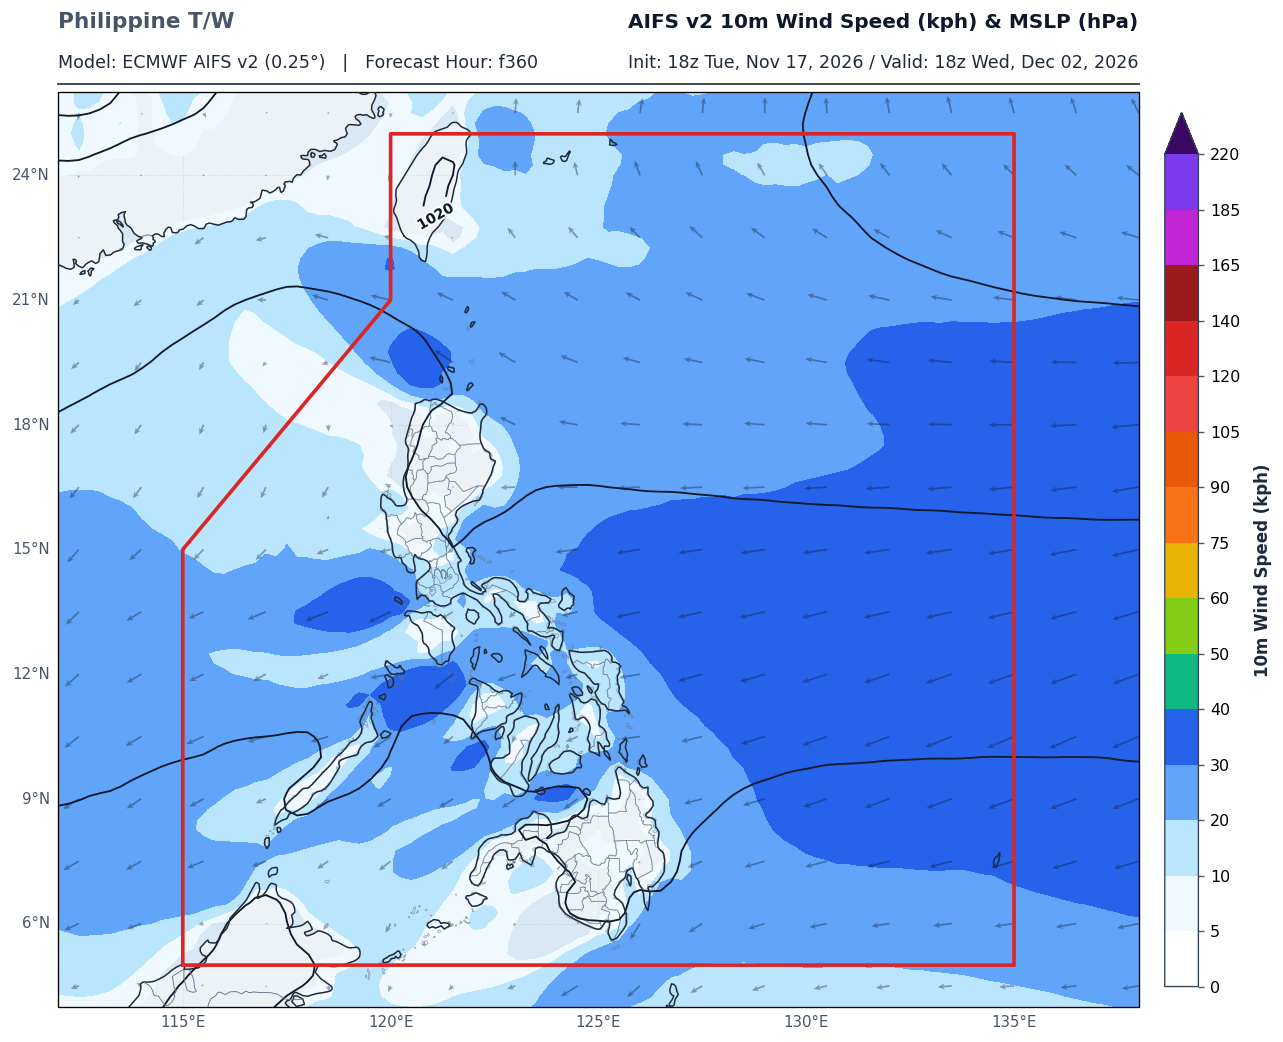 Philippine T/W
AIFS v2 10m Wind Speed (kph) & MSLP (hPa)
Model: ECMWF AIFS v2 (0.25°) | Forecast Hour: f360
Init: 18z Tue, Nov 17, 2026 / Valid: 18z Wed, Dec 02, 2026
24°N
21°N
18°N
15°N
12°N
9°N
6°N
1020
115°E
120°E
125°E
130°E
135°E
220
185
165
140
120
105
90
75
60
50
40
30
20
10
5
0
10m Wind Speed (kph)